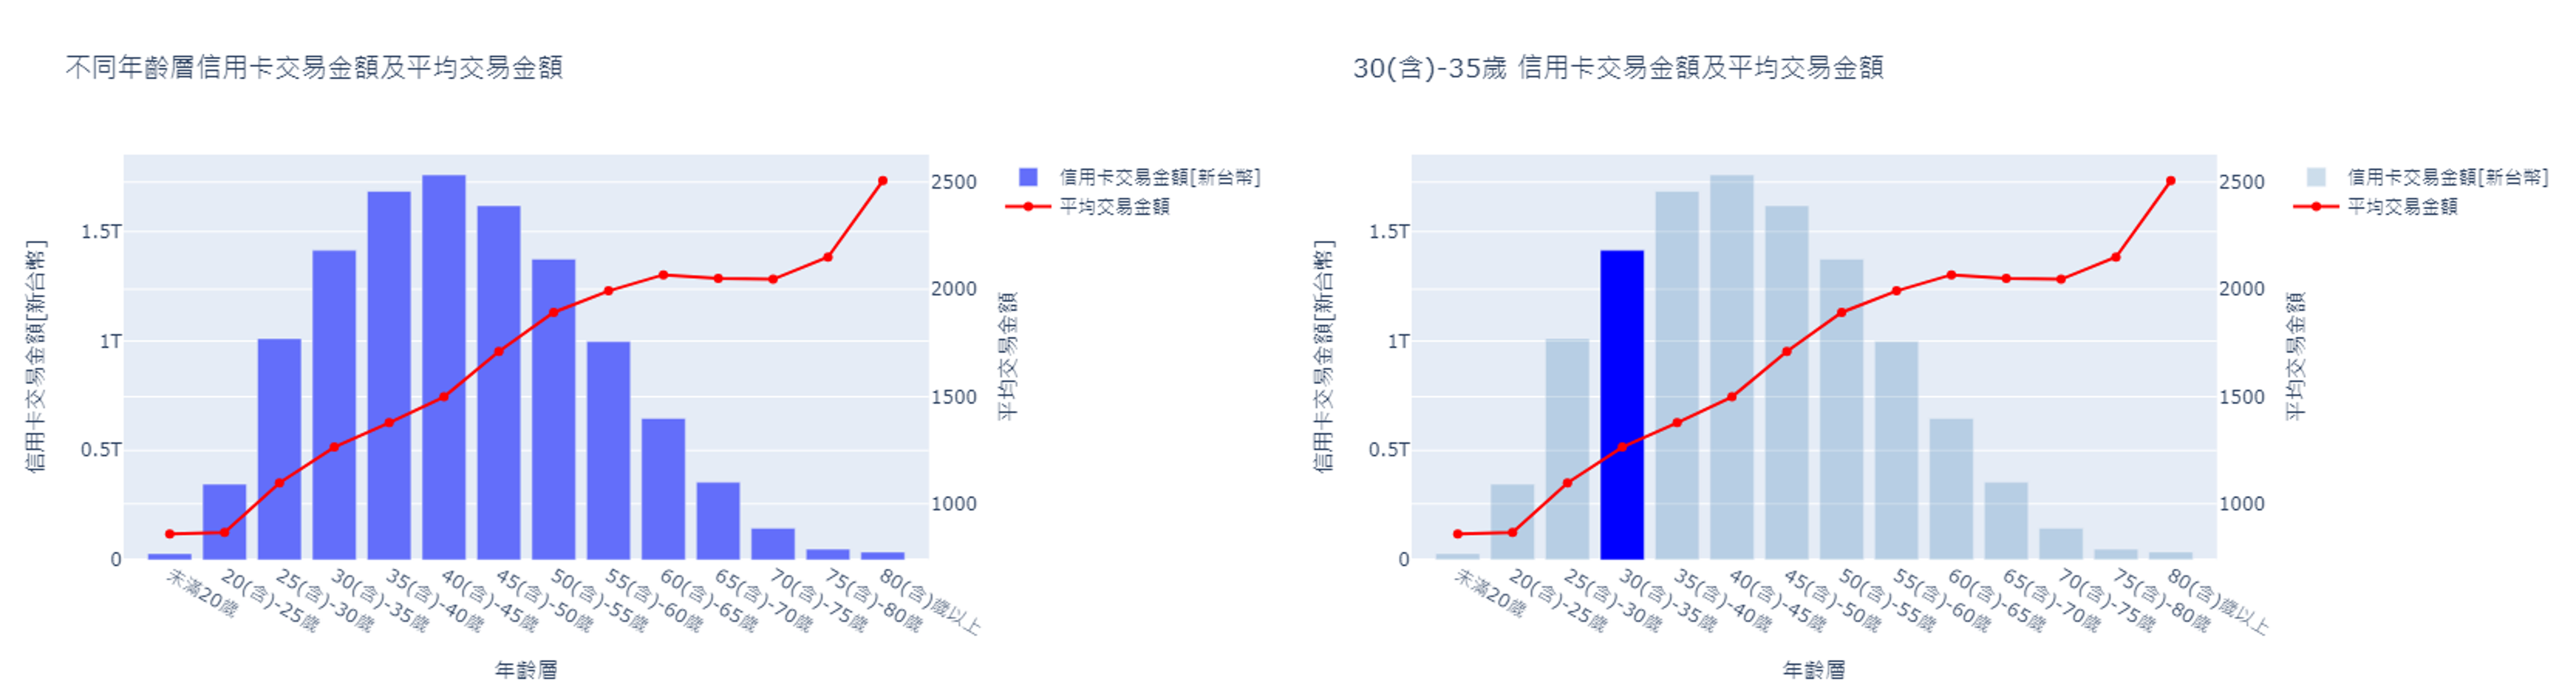 不同年齡層信用卡交易金額及平均交易金額
信用卡交易金額[新台幣]
平均交易金額
信用卡交易金額[新台幣]
1.5T
1T
0.5T
0
2500
2000
1500
1000
平均交易金額
未滿20歲
20(含)-25歲
25(含)-30歲
30(含)-35歲
35(含)-40歲
40(含)-45歲
45(含)-50歲
50(含)-55歲
55(含)-60歲
60(含)-65歲
65(含)-70歲
70(含)-75歲
75(含)-80歲
80(含)歲以上
年齡層
30(含)-35歲 信用卡交易金額及平均交易金額
信用卡交易金額[新台幣]
平均交易金額
信用卡交易金額[新台幣]
1.5T
1T
0.5T
0
2500
2000
1500
1000
平均交易金額
未滿20歲
20(含)-25歲
25(含)-30歲
30(含)-35歲
35(含)-40歲
40(含)-45歲
45(含)-50歲
50(含)-55歲
55(含)-60歲
60(含)-65歲
65(含)-70歲
70(含)-75歲
75(含)-80歲
80(含)歲以上
年齡層